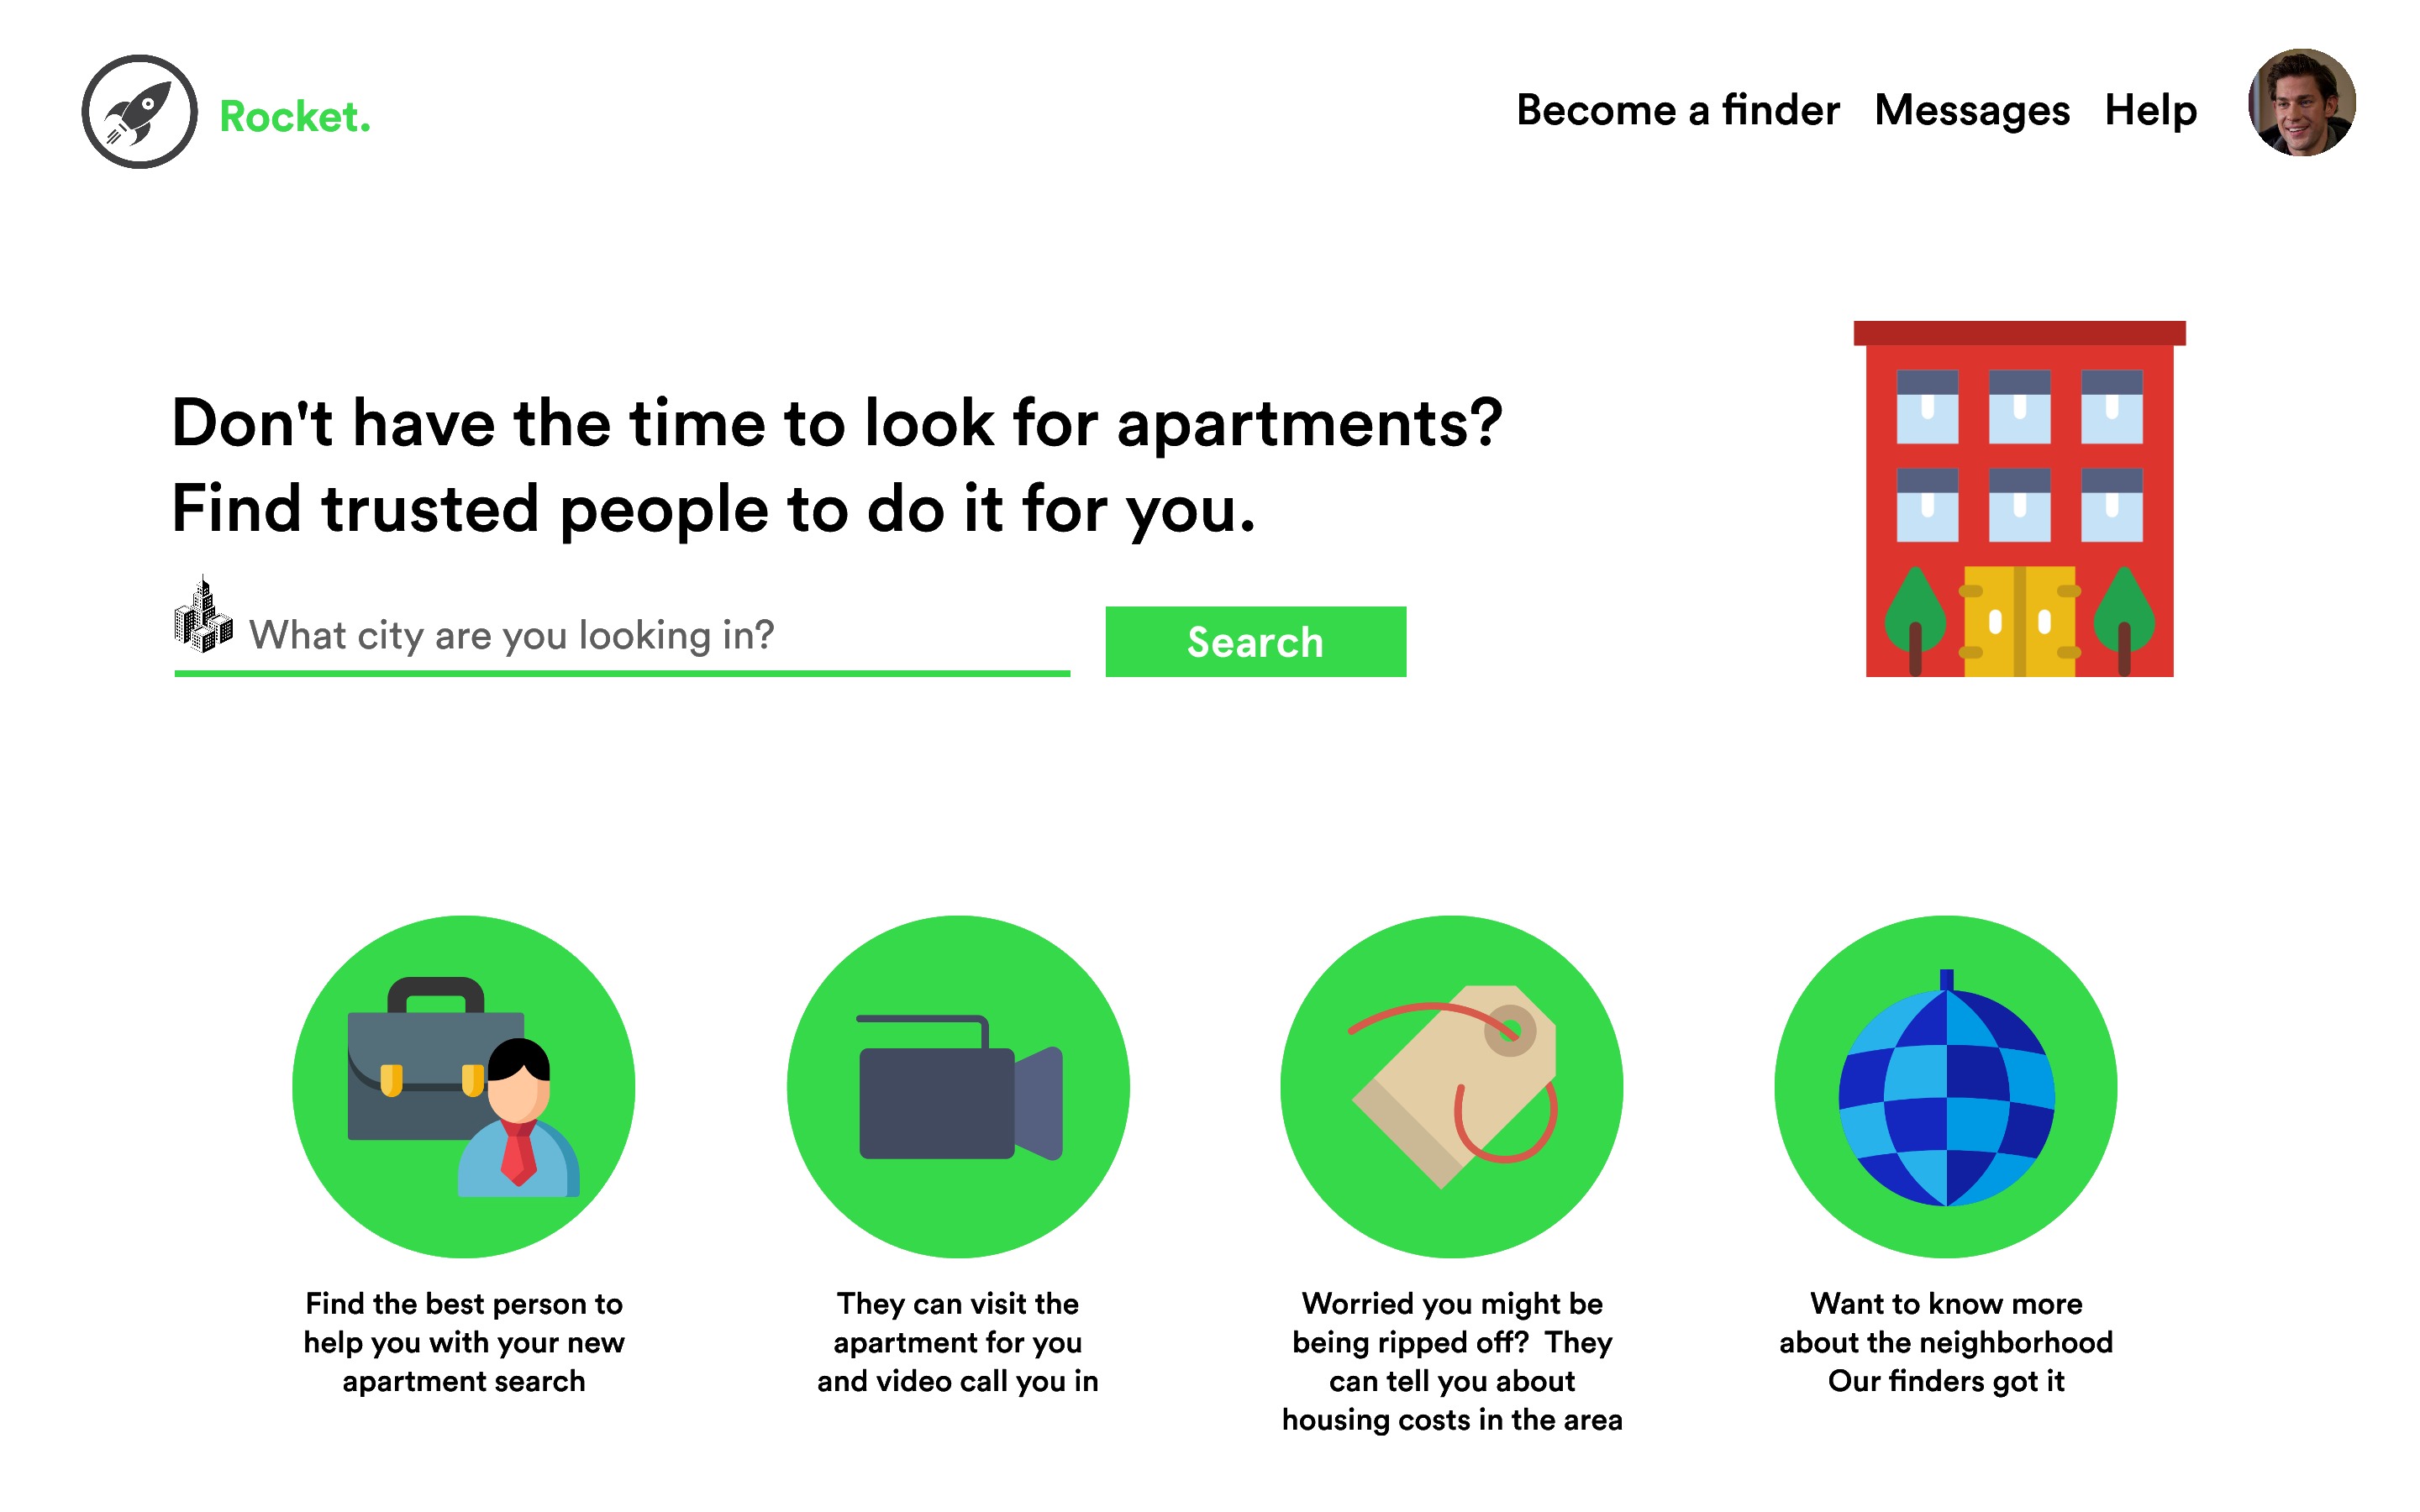 Rocket.
Become a finder Messages Help
Don't have the time to look for apartments?
Find trusted people to do it for you.
What city are you looking in?
Search
Find the best person to
help you with your new
apartment search
They can visit the
apartment for you
and video call you in
Worried you might be
being ripped off?  They
can tell you about
housing costs in the area
Want to know more
about the neighborhood
Our finders got it